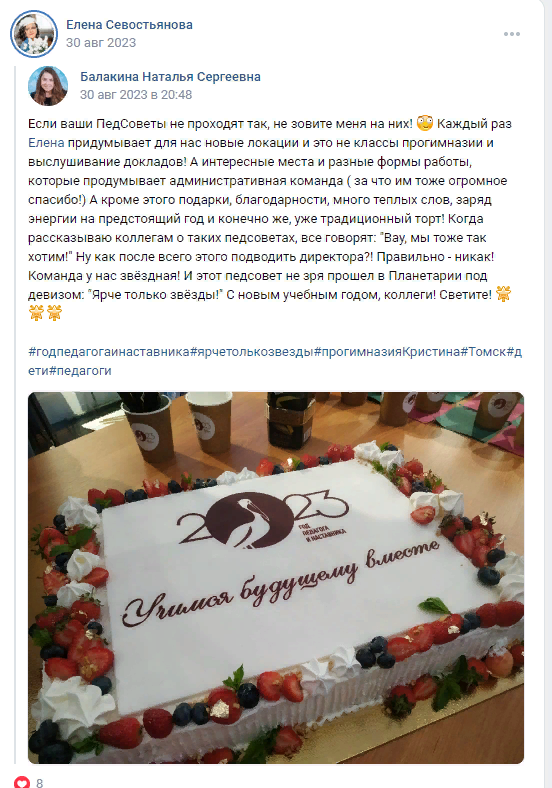 Елена Севостьянова
30 авг 2023
Балакина Наталья Сергеевна
30 авг 2023 в 20:48
Если ваши ПедСоветы не проходят так, не зовите меня на них! 😳 Каждый раз
Елена придумывает для нас новые локации и это не классы прогимназии и
выслушивание докладов! А интересные места и разные формы работы,
которые продумывает административная команда ( за что им тоже огромное
спасибо!) А кроме этого подарки, благодарности, много теплых слов, заряд
энергии на предстоящий год и конечно же, уже традиционный торт! Когда
рассказываю коллегам о таких педсоветах, все говорят: "Вау, мы тоже так
хотим!" Ну как после всего этого подводить директора?! Правильно - никак!
Команда у нас звёздная! И этот педсовет не зря прошел в Планетарии под
девизом: "Ярче только звёзды!" С новым учебным годом, коллеги! Светите! 🌟
🌟🌟
#годпедагогаинаставника#ярчетолькозвезды#прогимназияКристина#Томск#д
ети#педагоги
2023
ГОД
ПЕДАГОГА
И НАСТАВНИКА
Учимся будущему вместе
8